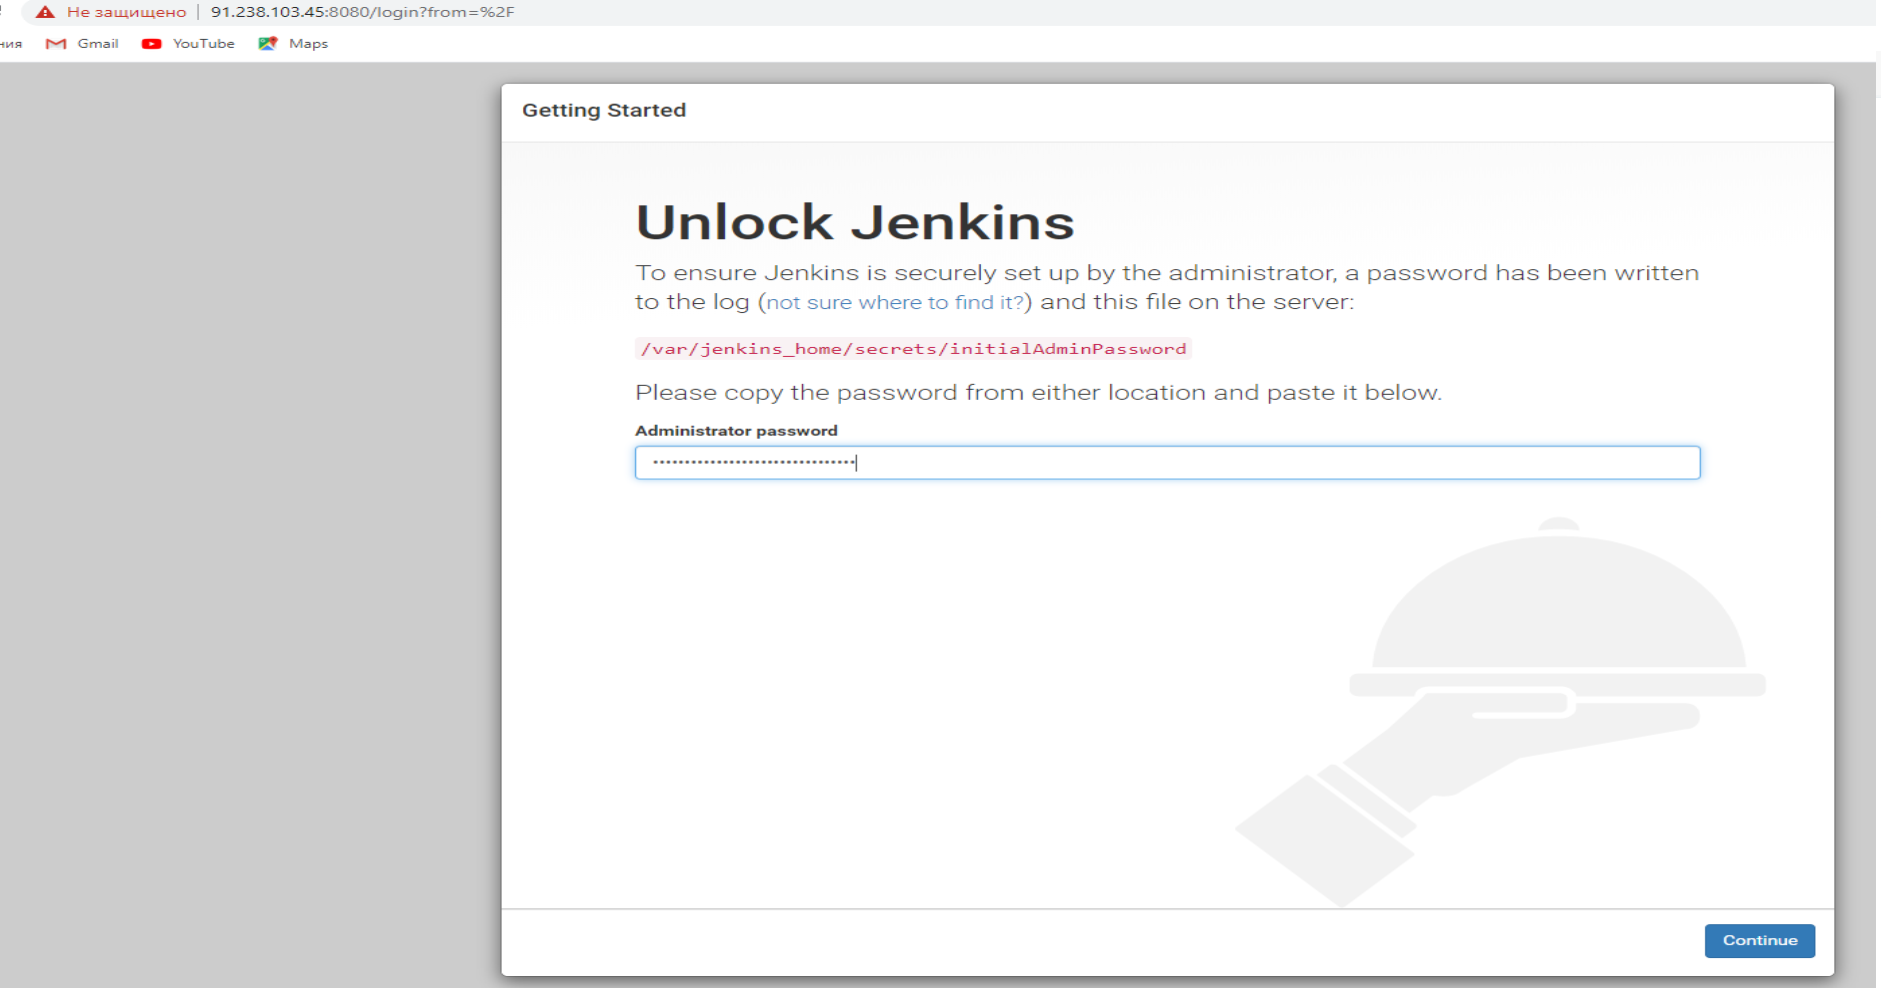 Не защищено | 91.238.103.45:8080/login?from=%2F
ния Gmail YouTube Maps
Getting Started
Unlock Jenkins
To ensure Jenkins is securely set up by the administrator, a password has been written
to the log (not sure where to find it?) and this file on the server:
/var/jenkins_home/secrets/initialAdminPassword
Please copy the password from either location and paste it below.
Administrator password
Continue